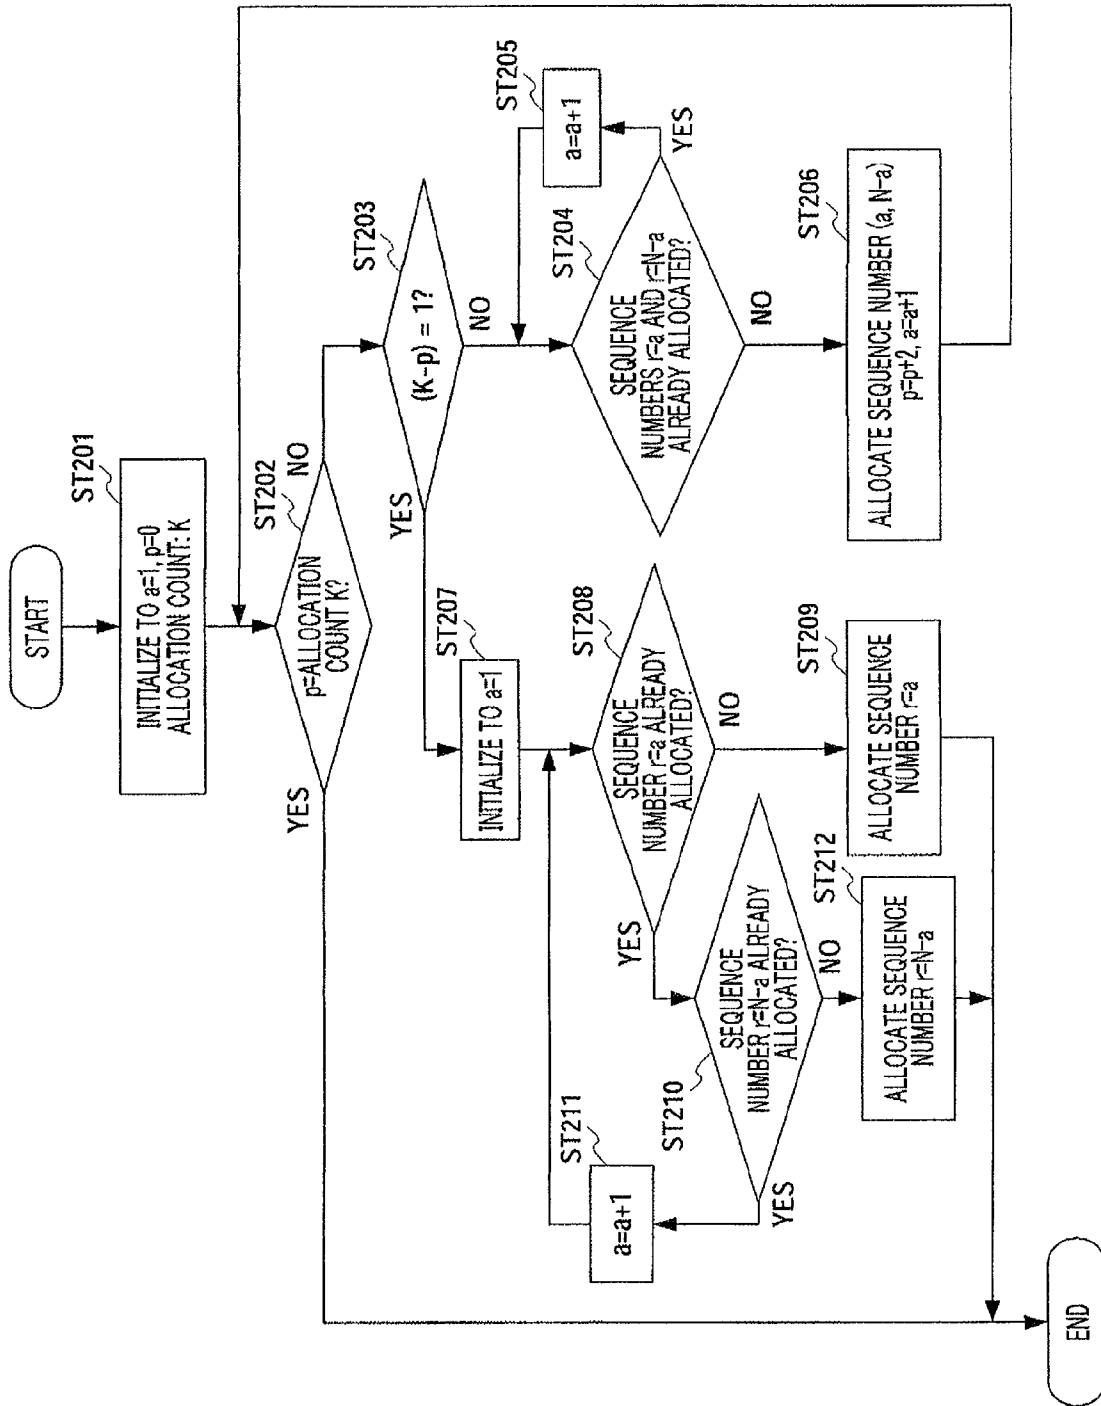 START
ST201
INITIALIZE TO a=1, p=0
ALLOCATION COUNT: K
ST202
p=ALLOCATION
COUNT K?
YES
NO
ST203
(K-p) = 1?
YES
NO
ST205
a=a+1
ST204
SEQUENCE
NUMBERS r=a AND r=N-a
ALREADY ALLOCATED?
YES
NO
ST206
ALLOCATE SEQUENCE NUMBER (a, N-a)
p=p+2, a=a+1
ST207
INITIALIZE TO a=1
ST208
SEQUENCE
NUMBER r=a ALREADY
ALLOCATED?
YES
NO
ST209
ALLOCATE SEQUENCE
NUMBER r=a
ST210
SEQUENCE
NUMBER r=N-a ALREADY
ALLOCATED?
YES
NO
ST211
a=a+1
ST212
ALLOCATE SEQUENCE
NUMBER r=N-a
END